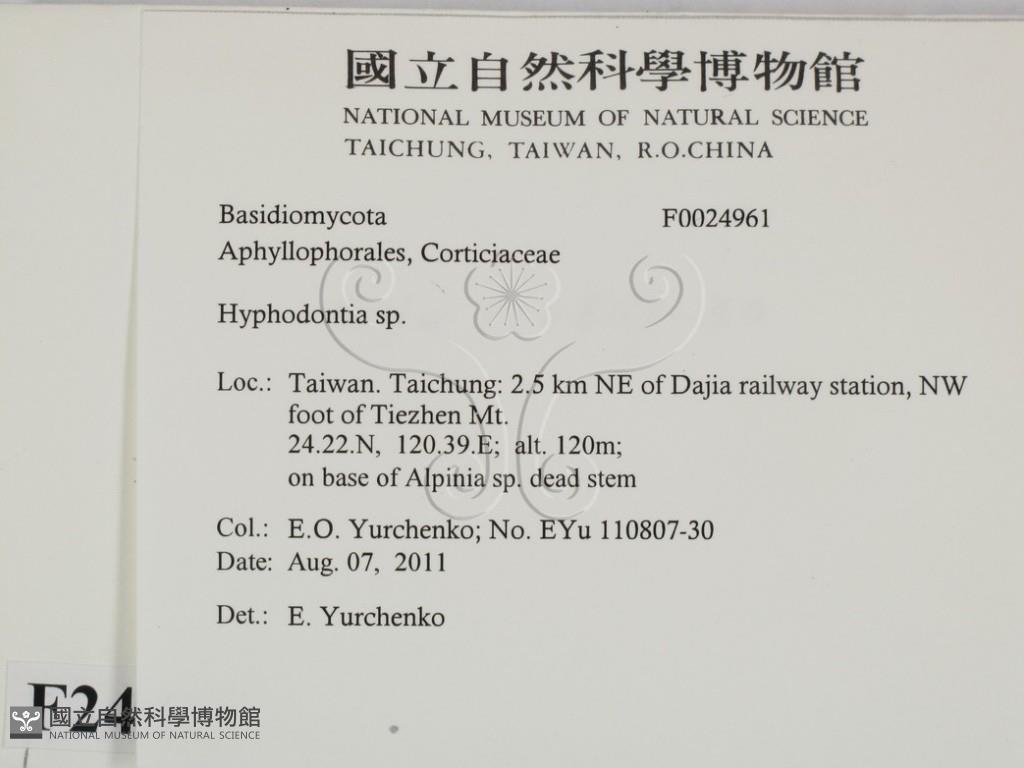 國立自然科學博物館
NATIONAL MUSEUM OF NATURAL SCIENCE
TAICHUNG, TAIWAN, R.O.CHINA
Basidiomycota F0024961
Aphyllophorales, Corticiaceae
Hyphodontia sp.
Loc.: Taiwan. Taichung: 2.5 km NE of Dajia railway station, NW
foot of Tiezhen Mt.
24.22.N, 120.39.E; alt. 120m;
on base of Alpinia sp. dead stem
Col.: E.O. Yurchenko; No. EYu 110807-30
Date: Aug. 07, 2011
Det.: E. Yurchenko
F24
國立自然科學博物館
NATIONAL MUSEUM OF NATURAL SCIENCE